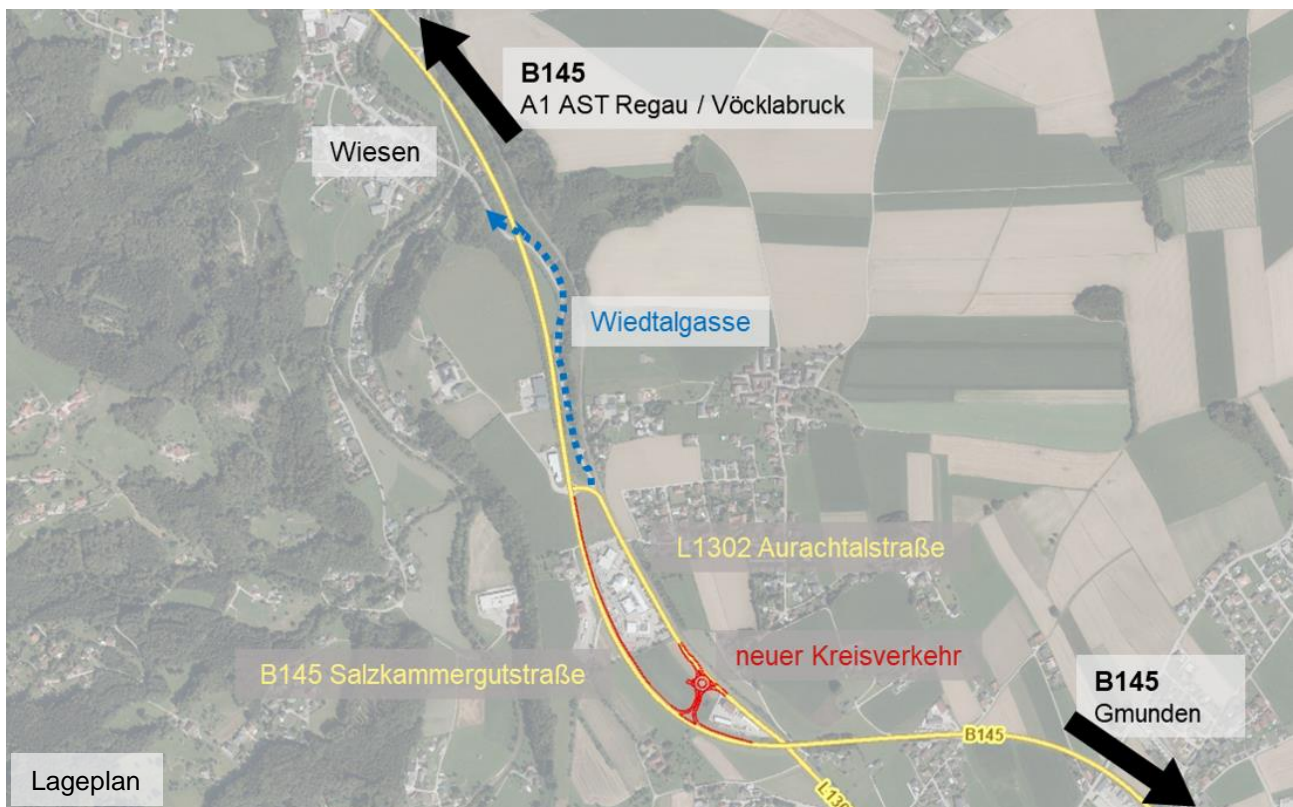 B145
A1 AST Regau / Vöcklabruck
Wiesen
Wiedtalgasse
L1302 Aurachtalstraße
neuer Kreisverkehr
B145 Salzkammergutstraße
B145
Gmunden
B145
Lageplan